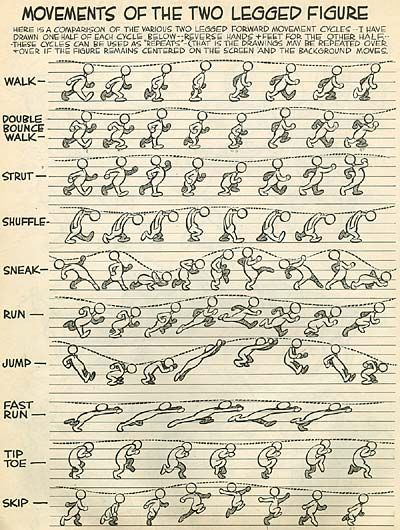 MOVEMENTS OF THE TWO LEGGED FIGURE
HERE IS A COMPARISON OF THE VARIOUS TWO LEGGED FORWARD MOVEMENT CYCLES - I HAVE
DRAWN ONE HALF OF EACH CYCLE BELOW - REVERSE HANDS + FEET FOR THE OTHER HALF -
- THESE CYCLES CAN BE USED AS "REPEATS" - (THAT IS THE DRAWINGS MAY BE REPEATED OVER
+ OVER IF THE FIGURE REMAINS CENTERED ON THE SCREEN AND THE BACKGROUND MOVES.
WALK -
DOUBLE
BOUNCE
WALK -
STRUT -
SHUFFLE -
SNEAK -
RUN -
JUMP -
FAST
RUN -
TIP
TOE -
SKIP -